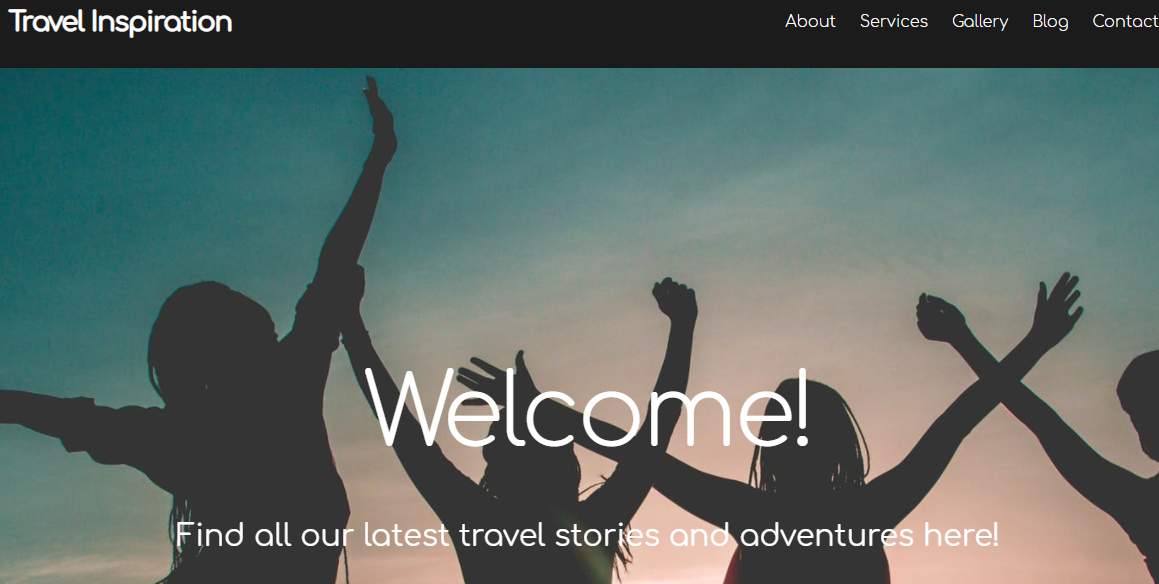 Travel Inspiration
About Services Gallery Blog Contact
Welcome!
Find all our latest travel stories and adventures here!